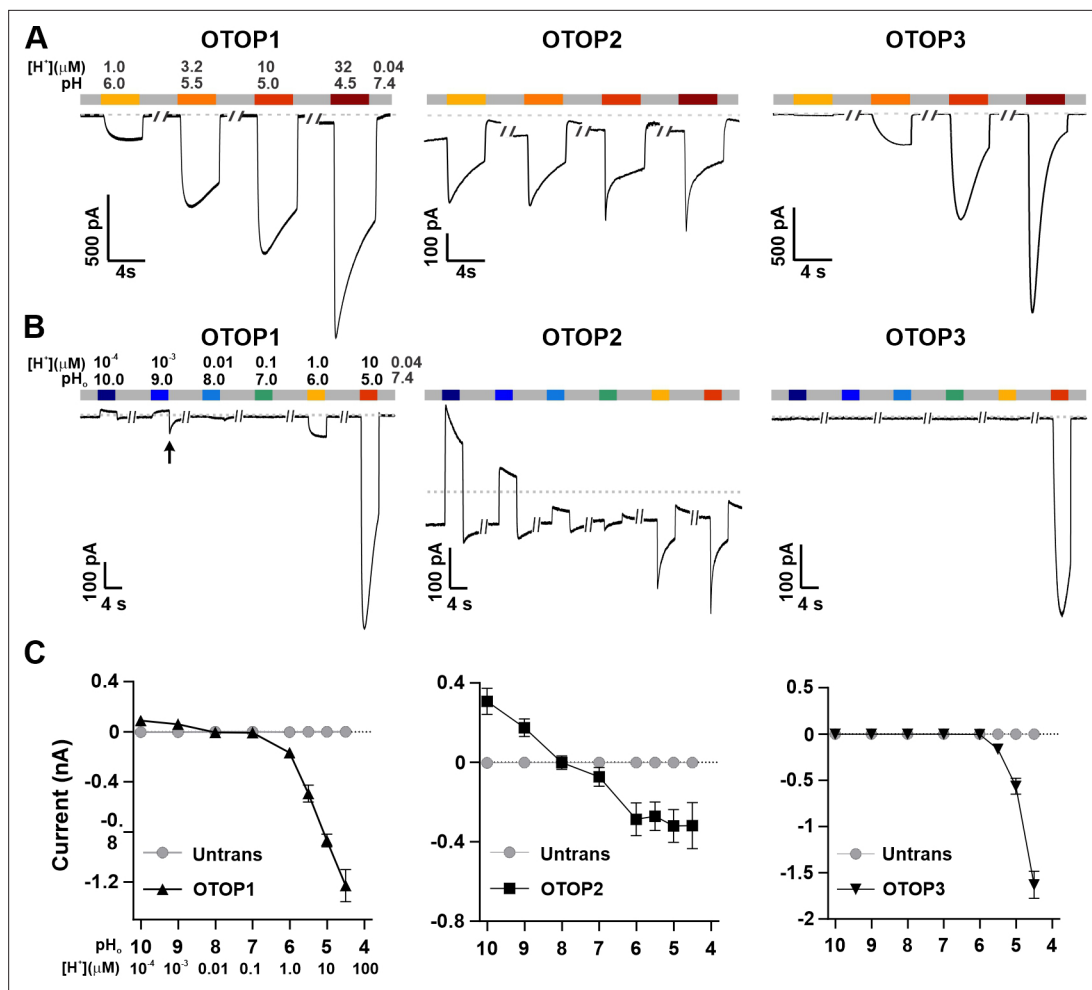 A
OTOP1 OTOP2 OTOP3
[H⁺](μM) 1.0 3.2 10 32 0.04
pH 6.0 5.5 5.0 4.5 7.4
500 pA
4s
100 pA
4s
500 pA
4s
B
OTOP1 OTOP2 OTOP3
[H⁺](μM) 10⁻⁴ 10⁻³ 0.01 0.1 1.0 10 0.04
pHₒ 10.0 9.0 8.0 7.0 6.0 5.0 7.4
100 pA
4 s
100 pA
4 s
100 pA
4 s
C
Current (nA)
0.4
0
-0.4
-0.
8
-1.2
Untrans
OTOP1
pHₒ 10 9 8 7 6 5 4
[H⁺](μM) 10⁻⁴ 10⁻³ 0.01 0.1 1.0 10 100
0.4
0
-0.4
-0.8
Untrans
OTOP2
10 9 8 7 6 5 4
0.5
0
-0.5
-1
-1.5
-2
Untrans
OTOP3
10 9 8 7 6 5 4